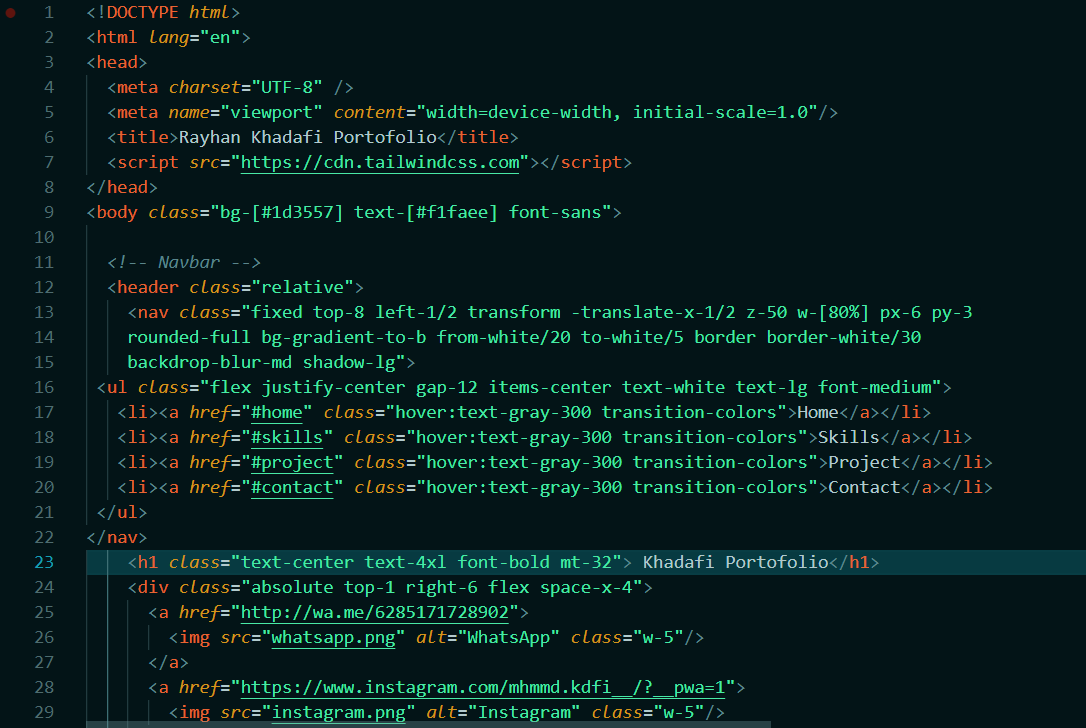 1 <!DOCTYPE html>
2 <html lang="en">
3 <head>
4 <meta charset="UTF-8" />
5 <meta name="viewport" content="width=device-width, initial-scale=1.0"/>
6 <title>Rayhan Khadafi Portofolio</title>
7 <script src="https://cdn.tailwindcss.com"></script>
8 </head>
9 <body class="bg-[#1d3557] text-[#f1faee] font-sans">
10
11 <!-- Navbar -->
12 <header class="relative">
13 <nav class="fixed top-8 left-1/2 transform -translate-x-1/2 z-50 w-[80%] px-6 py-3
14 rounded-full bg-gradient-to-b from-white/20 to-white/5 border border-white/30
15 backdrop-blur-md shadow-lg">
16 <ul class="flex justify-center gap-12 items-center text-white text-lg font-medium">
17 <li><a href="#home" class="hover:text-gray-300 transition-colors">Home</a></li>
18 <li><a href="#skills" class="hover:text-gray-300 transition-colors">Skills</a></li>
19 <li><a href="#project" class="hover:text-gray-300 transition-colors">Project</a></li>
20 <li><a href="#contact" class="hover:text-gray-300 transition-colors">Contact</a></li>
21 </ul>
22 </nav>
23 <h1 class="text-center text-4xl font-bold mt-32"> Khadafi Portofolio</h1>
24 <div class="absolute top-1 right-6 flex space-x-4">
25 <a href="http://wa.me/6285171728902">
26 <img src="whatsapp.png" alt="WhatsApp" class="w-5"/>
27 </a>
28 <a href="https://www.instagram.com/mhmmd.kdfi__/?__pwa=1">
29 <img src="instagram.png" alt="Instagram" class="w-5"/>